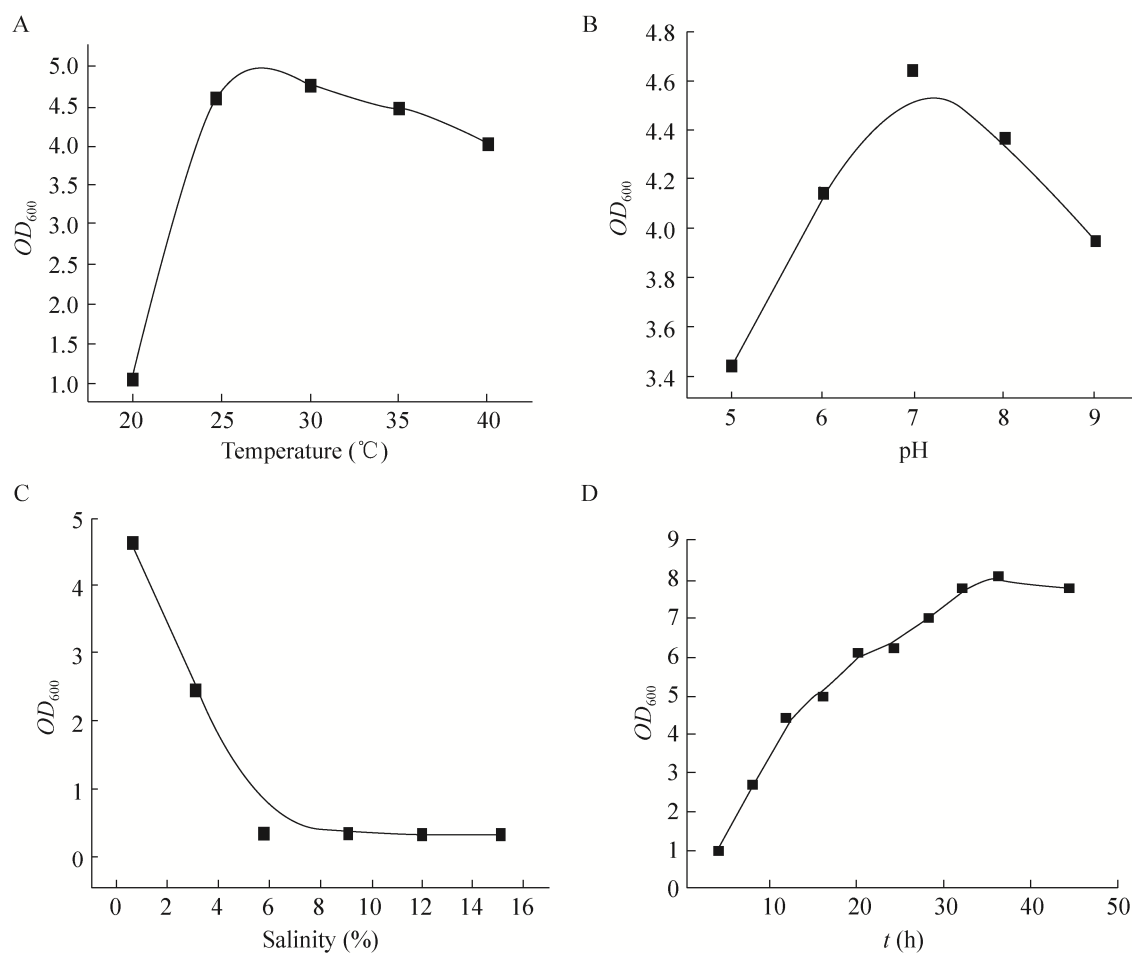 A
5.0
4.5
4.0
3.5
3.0
2.5
2.0
1.5
1.0
OD600
20 25 30 35 40
Temperature (℃)
B
4.8
4.6
4.4
4.2
4.0
3.8
3.6
3.4
OD600
5 6 7 8 9
pH
C
5
4
3
2
1
0
OD600
0 2 4 6 8 10 12 14 16
Salinity (%)
D
9
8
7
6
5
4
3
2
1
0
OD600
10 20 30 40 50
t (h)